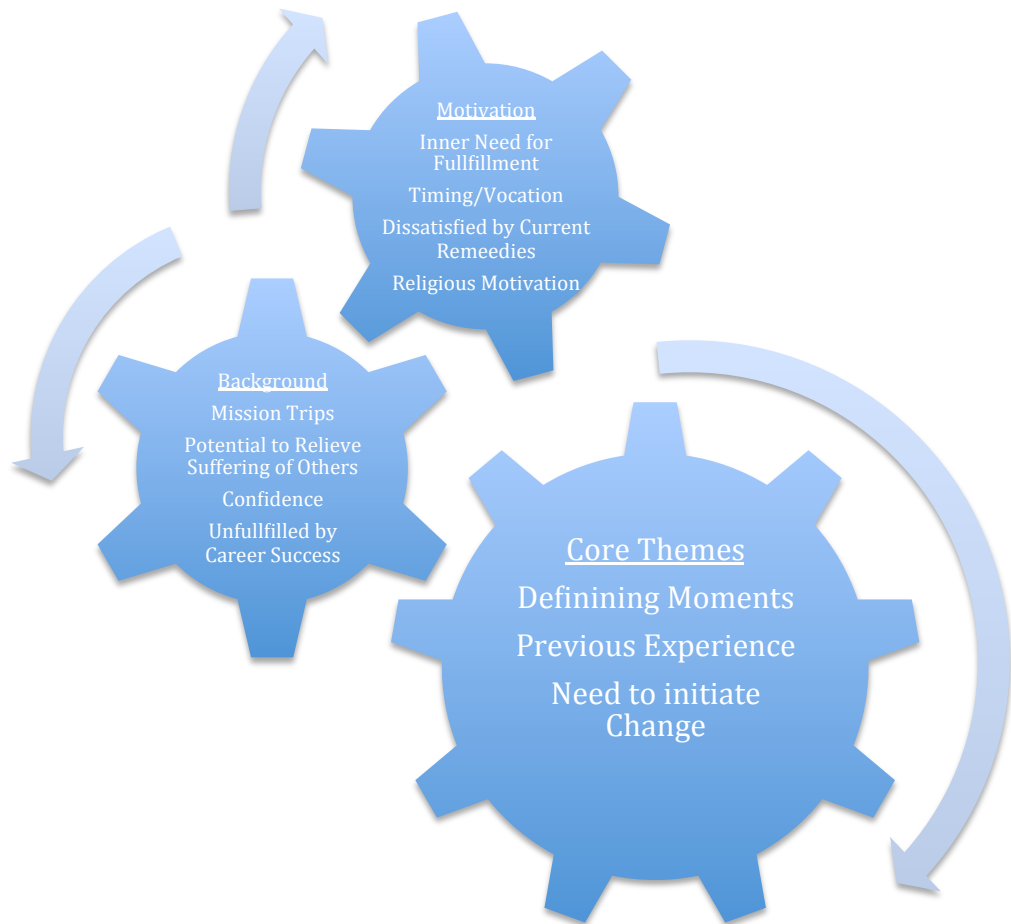 Motivation
Inner Need for
Fullfillment
Timing/Vocation
Dissatisfied by Current
Remeedies
Religious Motivation
Background
Mission Trips
Potential to Relieve
Suffering of Others
Confidence
Unfullfilled by
Career Success
Core Themes
Definining Moments
Previous Experience
Need to initiate
Change